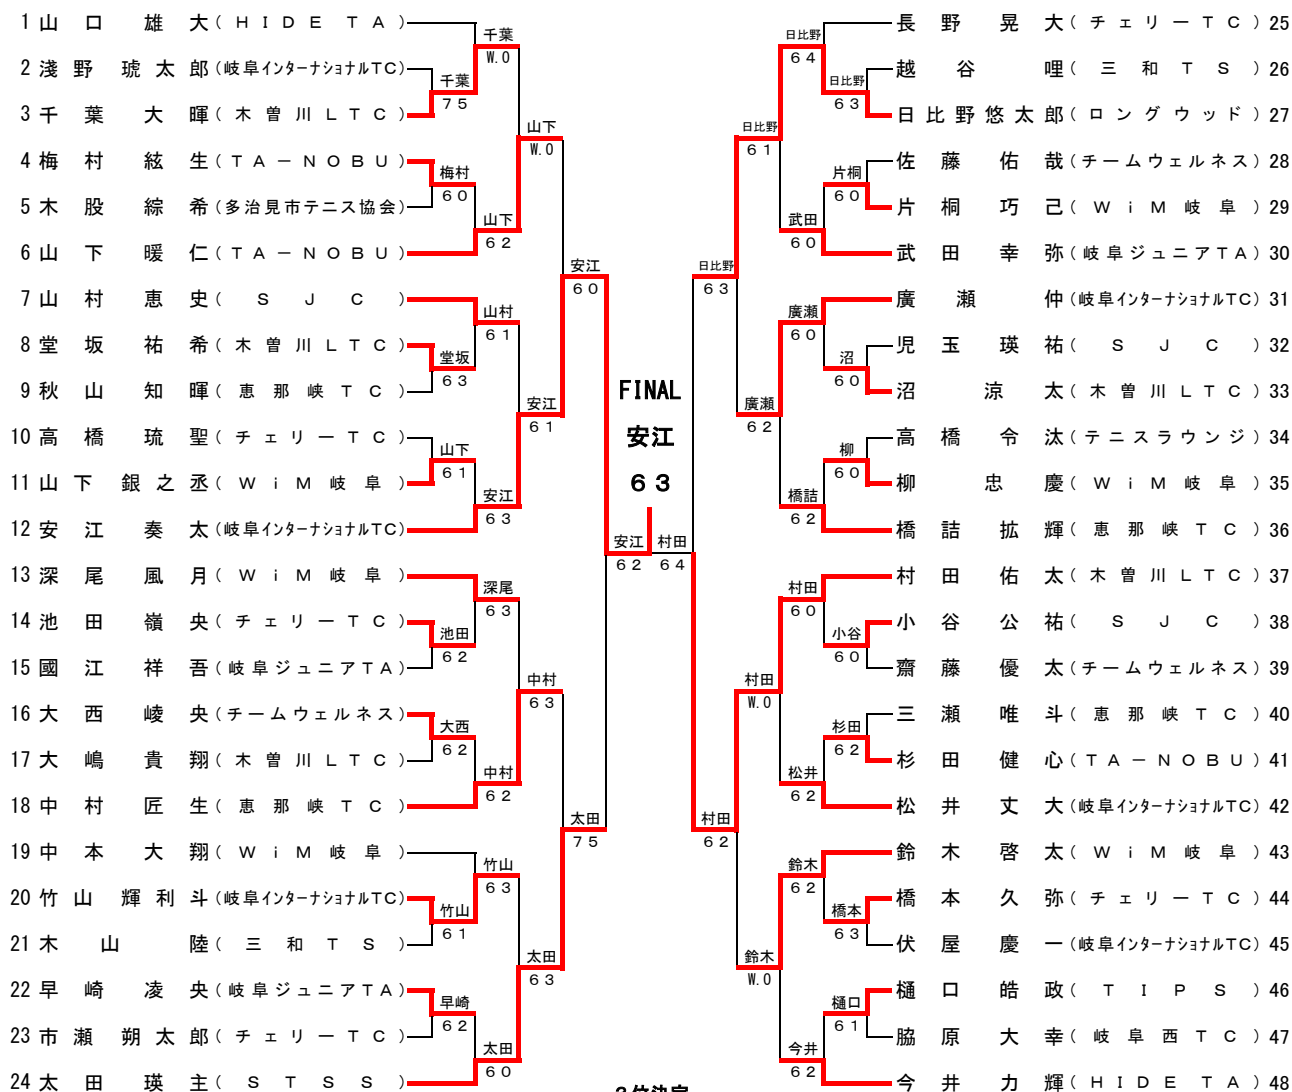 1 山口雄大 (HIDE TA)
2 淺野琥太郎 (岐阜インターナショナルTC)
3 千葉大暉 (木曽川LTC)
4 梅村絃生 (TA-NOBU)
5 木股綜希 (多治見市テニス協会)
6 山下暖仁 (TA-NOBU)
7 山村恵史 (SJC)
8 堂坂祐希 (木曽川LTC)
9 秋山知暉 (恵那峡TC)
10 高橋琉聖 (チェリーTC)
11 山下銀之丞 (WiM岐阜)
12 安江奏太 (岐阜インターナショナルTC)
13 深尾風月 (WiM岐阜)
14 池田嶺央 (チェリーTC)
15 國江祥吾 (岐阜ジュニアTA)
16 大西崚央 (チームウェルネス)
17 大嶋貴翔 (木曽川LTC)
18 中村匠生 (恵那峡TC)
19 中本大翔 (WiM岐阜)
20 竹山輝利斗 (岐阜インターナショナルTC)
21 木山陸 (三和TS)
22 早崎凌央 (岐阜ジュニアTA)
23 市瀬朔太郎 (チェリーTC)
24 太田瑛主 (STSS)
千葉
75
梅村
60
堂坂
63
山下
61
池田
62
大西
62
竹山
61
早崎
62
千葉
W.0
山下
62
山村
61
安江
63
深尾
63
中村
62
竹山
63
太田
60
山下
W.0
安江
61
中村
63
太田
63
安江
60
太田
75
安江
62
FINAL
安江
63
村田
64
日比野
63
村田
62
日比野
61
廣瀬
62
村田
W.0
鈴木
W.0
日比野
64
武田
60
廣瀬
60
橋詰
62
村田
60
松井
62
鈴木
62
今井
62
日比野
63
片桐
60
沼
60
柳
60
小谷
60
杉田
62
橋本
63
樋口
61
長野晃大 (チェリーTC) 25
越谷哩 (三和TS) 26
日比野悠太郎 (ロングウッド) 27
佐藤佑哉 (チームウェルネス) 28
片桐巧己 (WiM岐阜) 29
武田幸弥 (岐阜ジュニアTA) 30
廣瀬仲 (岐阜インターナショナルTC) 31
児玉瑛祐 (SJC) 32
沼涼太 (木曽川LTC) 33
高橋令汰 (テニスラウンジ) 34
柳忠慶 (WiM岐阜) 35
橋詰拡輝 (恵那峡TC) 36
村田佑太 (木曽川LTC) 37
小谷公祐 (SJC) 38
齋藤優太 (チームウェルネス) 39
三瀬唯斗 (恵那峡TC) 40
杉田健心 (TA-NOBU) 41
松井丈大 (岐阜インターナショナルTC) 42
鈴木啓太 (WiM岐阜) 43
橋本久弥 (チェリーTC) 44
伏屋慶一 (岐阜インターナショナルTC) 45
樋口皓政 (TIPS) 46
脇原大幸 (岐阜西TC) 47
今井力輝 (HIDE TA) 48